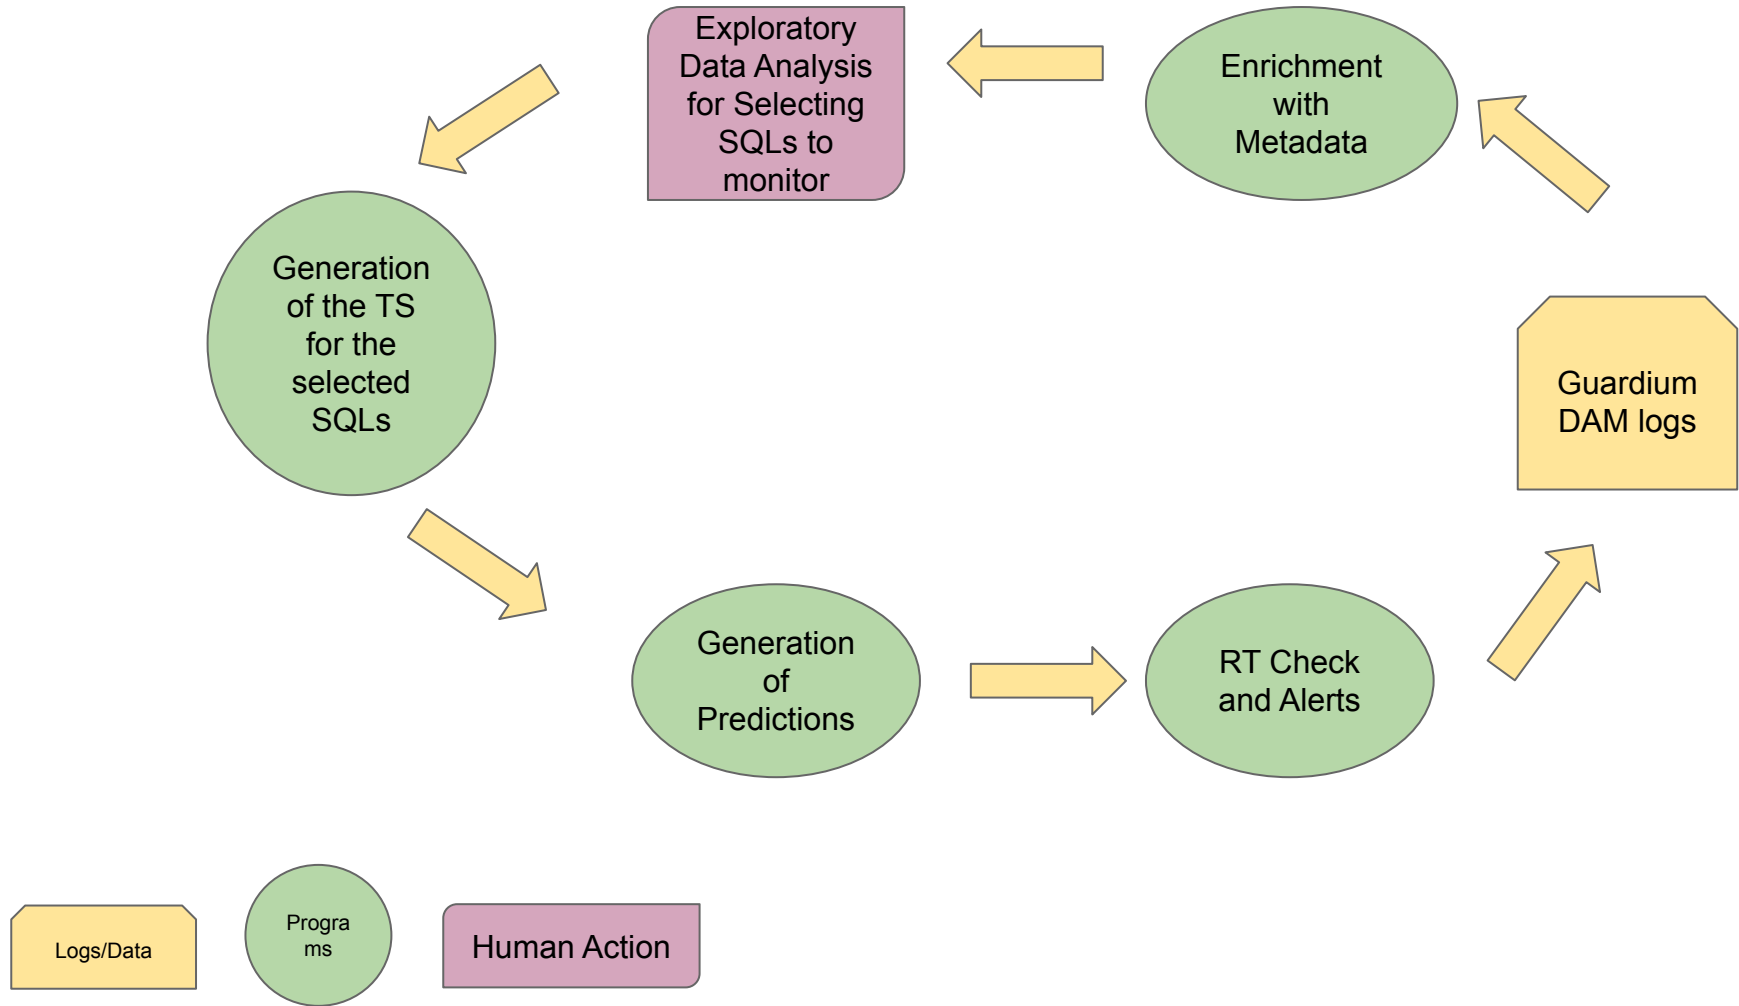 Exploratory
Data Analysis
for Selecting
SQLs to
monitor
Enrichment
with
Metadata
Generation
of the TS
for the
selected
SQLs
Guardium
DAM logs
Generation
of
Predictions
RT Check
and Alerts
Logs/Data
Progra
ms
Human Action